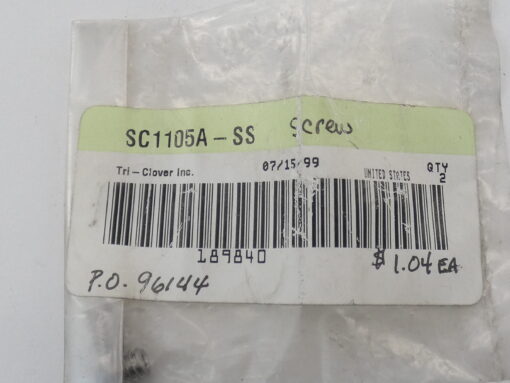 SC1105A-SS Screw
Tri-Clover Inc. 07/15/99 UNITED STATES QTY
2
189840 $1.04 EA
P.O. 96144